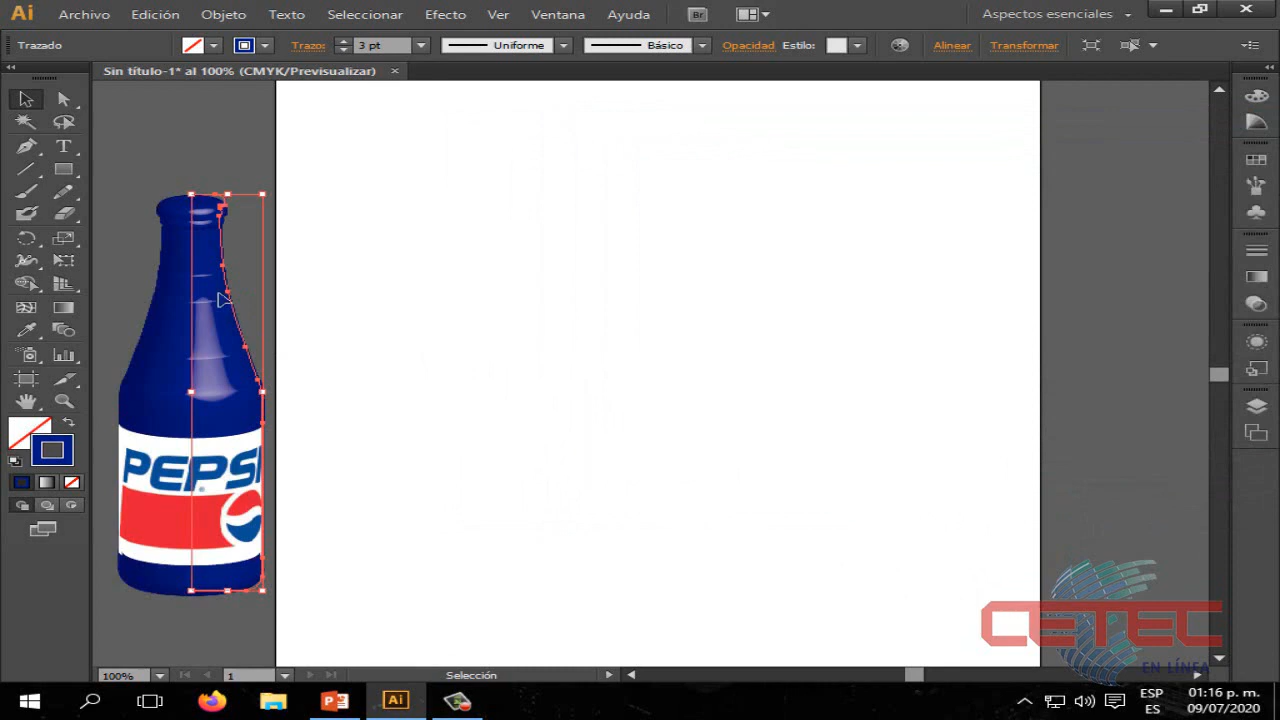 Ai Archivo Edición Objeto Texto Seleccionar Efecto Ver Ventana Ayuda Br Aspectos esenciales
Trazado Trazo: 3 pt Uniforme Básico Opacidad Estilo: Alinear Transformar
Sin título-1* al 100% (CMYK/Previsualizar)
T
PEPSI
CETEC
EN LÍNEA
100% 1 Selección
Ai
ESP 01:16 p. m.
ES 09/07/2020